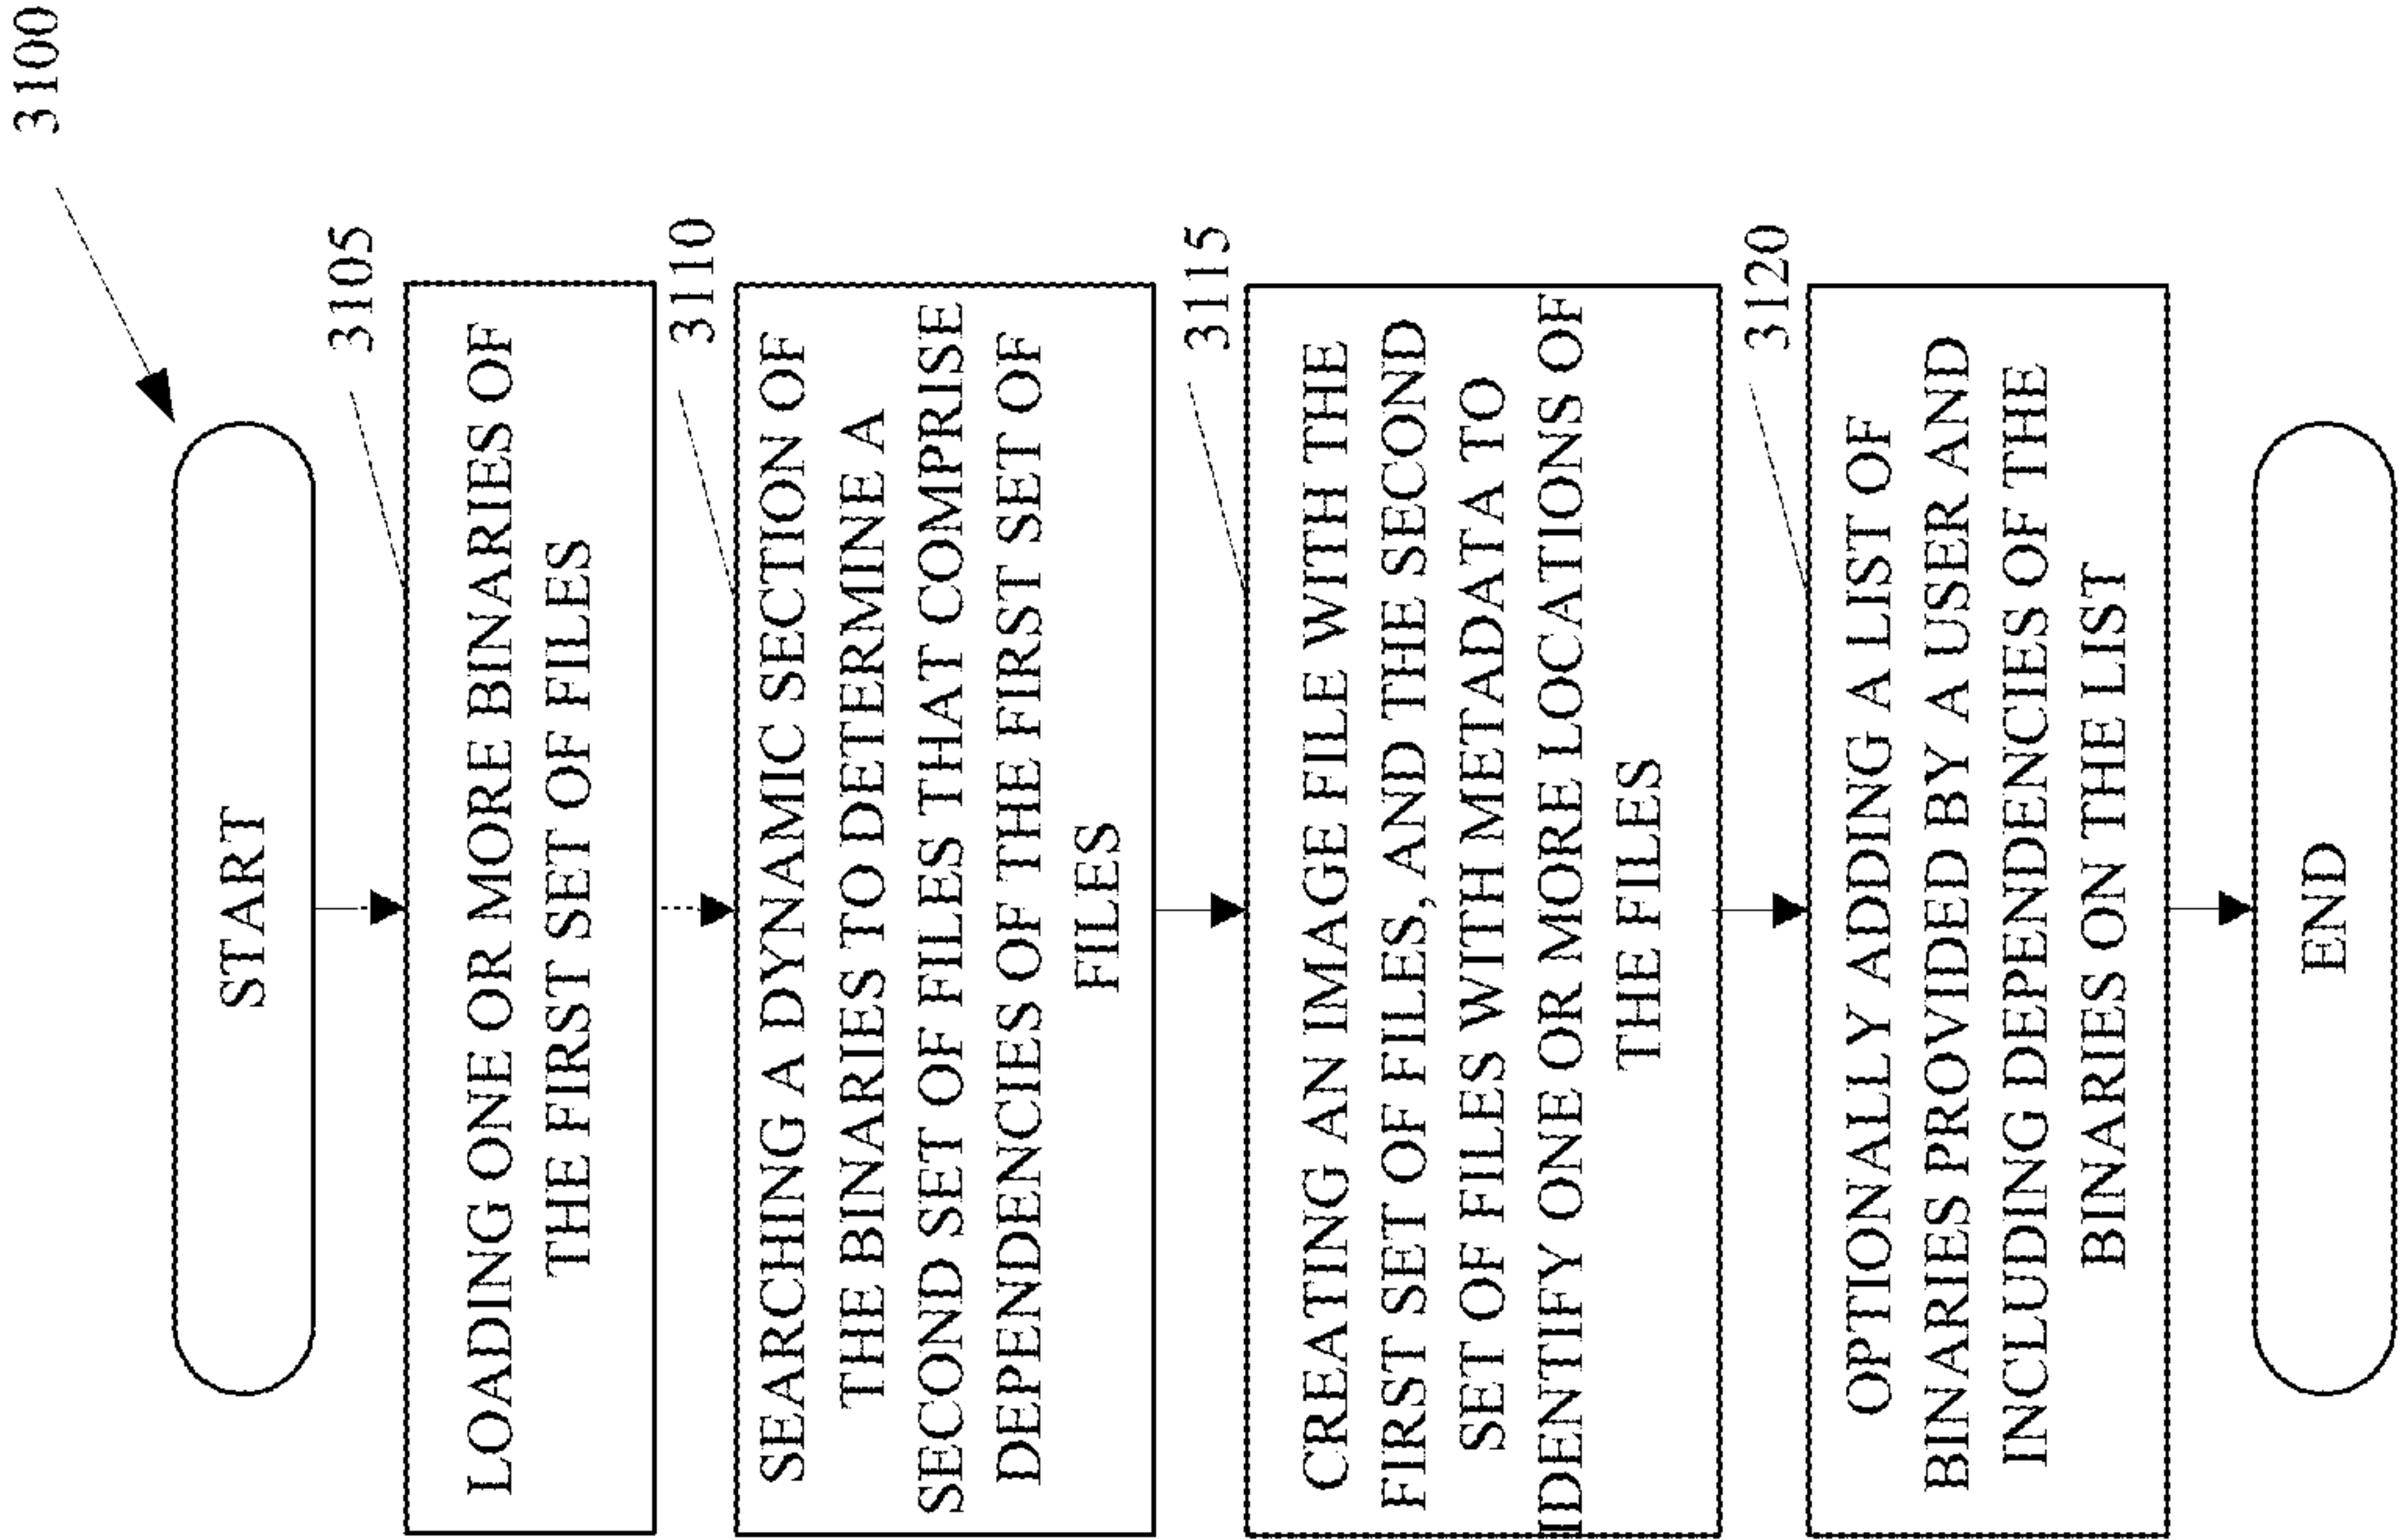 3100
START
3105
LOADING ONE OR MORE BINARIES OF
THE FIRST SET OF FILES
3110
SEARCHING A DYNAMIC SECTION OF
THE BINARIES TO DETERMINE A
SECOND SET OF FILES THAT COMPRISE
DEPENDENCIES OF THE FIRST SET OF
FILES
3115
CREATING AN IMAGE FILE WITH THE
FIRST SET OF FILES, AND THE SECOND
SET OF FILES WITH METADATA TO
IDENTIFY ONE OR MORE LOCATIONS OF
THE FILES
3120
OPTIONALLY ADDING A LIST OF
BINARIES PROVIDED BY A USER AND
INCLUDING DEPENDENCIES OF THE
BINARIES ON THE LIST
END